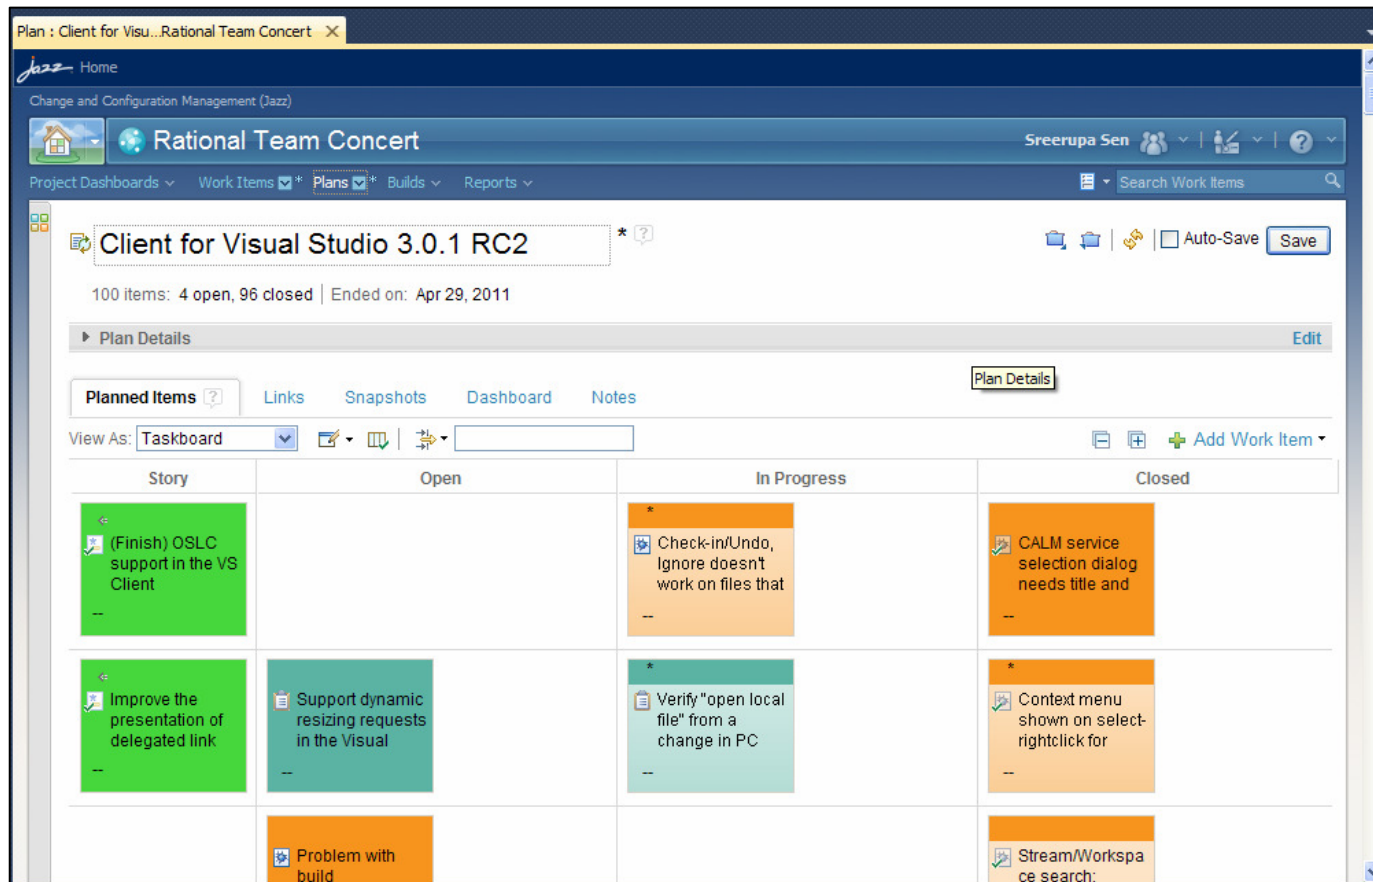 Plan : Client for Visu...Rational Team Concert
Jazz Home
Change and Configuration Management (Jazz)
Rational Team Concert
Sreerupa Sen
Project Dashboards Work Items * Plans * Builds Reports
Search Work Items
Client for Visual Studio 3.0.1 RC2 * ?
Auto-Save Save
100 items: 4 open, 96 closed | Ended on: Apr 29, 2011
Plan Details Edit
Plan Details
Planned Items ? Links Snapshots Dashboard Notes
View As: Taskboard
Add Work Item
Story Open In Progress Closed
(Finish) OSLC
support in the VS
Client
--
*
Check-in/Undo,
Ignore doesn't
work on files that
--
CALM service
selection dialog
needs title and
--
Improve the
presentation of
delegated link
--
Support dynamic
resizing requests
in the Visual
--
*
Verify "open local
file" from a
change in PC
--
*
Context menu
shown on select-
rightclick for
--
Problem with
build
Stream/Workspa
ce search: